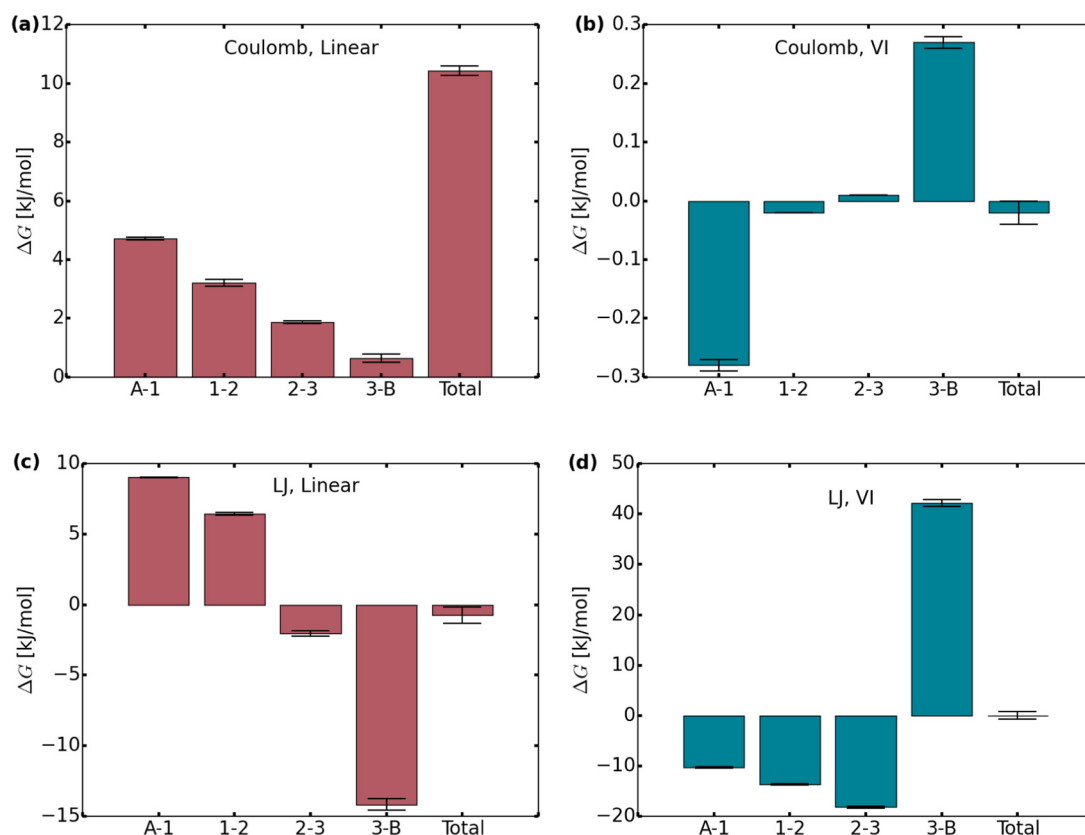 (a)
Coulomb, Linear
ΔG [kJ/mol]
12
10
8
6
4
2
0
A-1 1-2 2-3 3-B Total
(b)
Coulomb, VI
ΔG [kJ/mol]
0.3
0.2
0.1
0.0
−0.1
−0.2
−0.3
A-1 1-2 2-3 3-B Total
(c)
LJ, Linear
ΔG [kJ/mol]
10
5
0
−5
−10
−15
A-1 1-2 2-3 3-B Total
(d)
LJ, VI
ΔG [kJ/mol]
50
40
30
20
10
0
−10
−20
A-1 1-2 2-3 3-B Total